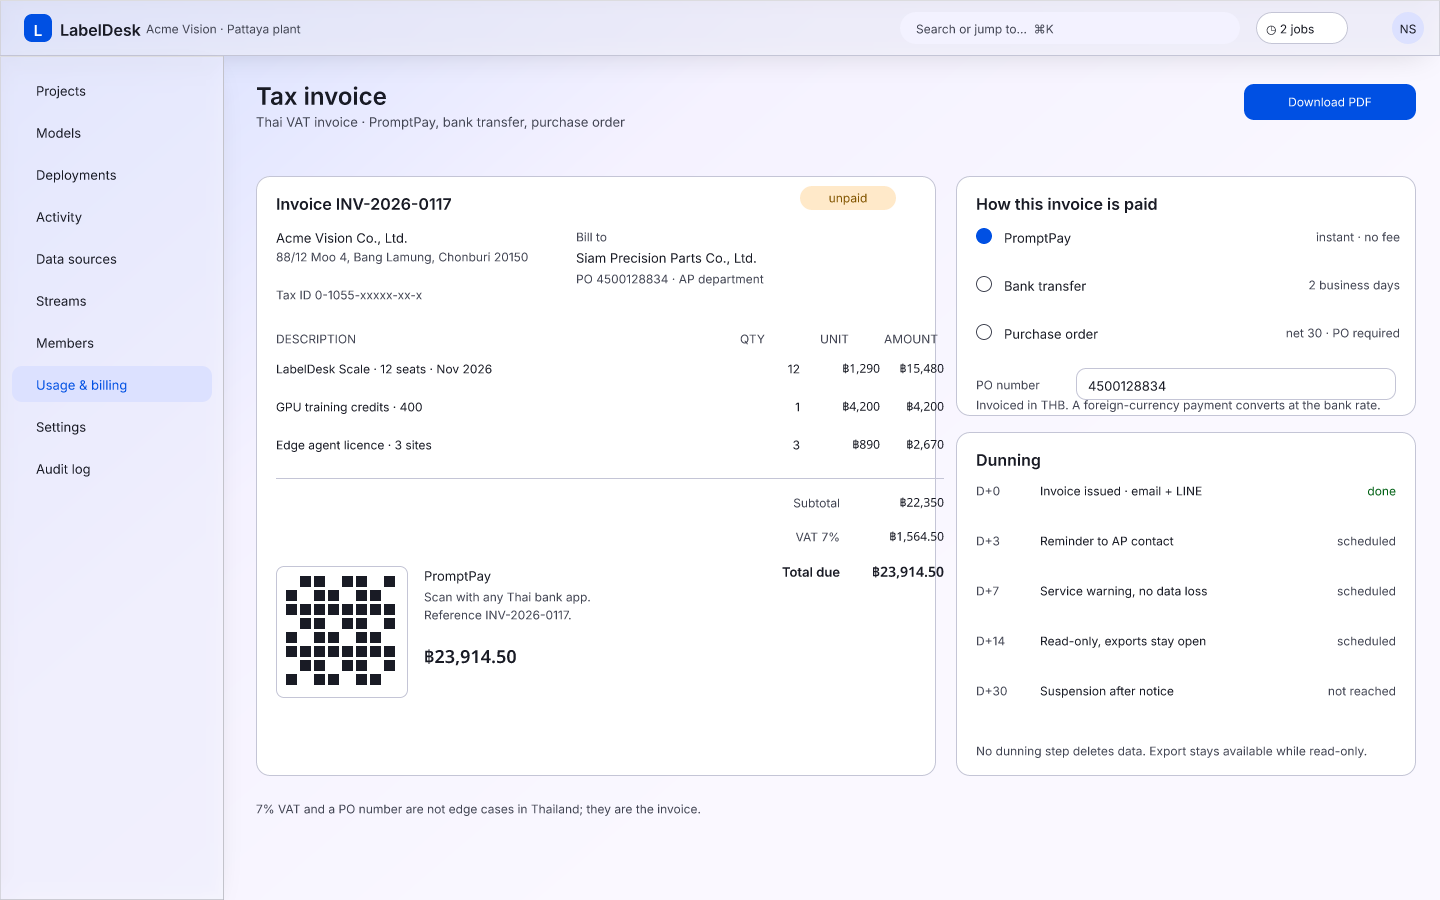 L LabelDesk Acme Vision · Pattaya plant Search or jump to... ⌘K ◷ 2 jobs NS
Projects
Models
Deployments
Activity
Data sources
Streams
Members
Usage & billing
Settings
Audit log
Tax invoice
Thai VAT invoice · PromptPay, bank transfer, purchase order
Download PDF
Invoice INV-2026-0117 unpaid
Acme Vision Co., Ltd.
88/12 Moo 4, Bang Lamung, Chonburi 20150
Tax ID 0-1055-xxxxx-xx-x
Bill to
Siam Precision Parts Co., Ltd.
PO 4500128834 · AP department
DESCRIPTION QTY UNIT AMOUNT
LabelDesk Scale · 12 seats · Nov 2026 12 ฿1,290 ฿15,480
GPU training credits · 400 1 ฿4,200 ฿4,200
Edge agent licence · 3 sites 3 ฿890 ฿2,670
Subtotal ฿22,350
VAT 7% ฿1,564.50
Total due ฿23,914.50
PromptPay
Scan with any Thai bank app.
Reference INV-2026-0117.
฿23,914.50
How this invoice is paid
PromptPay instant · no fee
Bank transfer 2 business days
Purchase order net 30 · PO required
PO number 4500128834
Invoiced in THB. A foreign-currency payment converts at the bank rate.
Dunning
D+0 Invoice issued · email + LINE done
D+3 Reminder to AP contact scheduled
D+7 Service warning, no data loss scheduled
D+14 Read-only, exports stay open scheduled
D+30 Suspension after notice not reached
No dunning step deletes data. Export stays available while read-only.
7% VAT and a PO number are not edge cases in Thailand; they are the invoice.